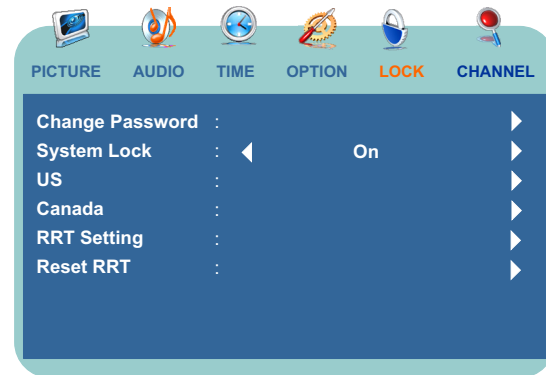 PICTURE AUDIO TIME OPTION LOCK CHANNEL
Change Password :
System Lock : On
US :
Canada :
RRT Setting :
Reset RRT :